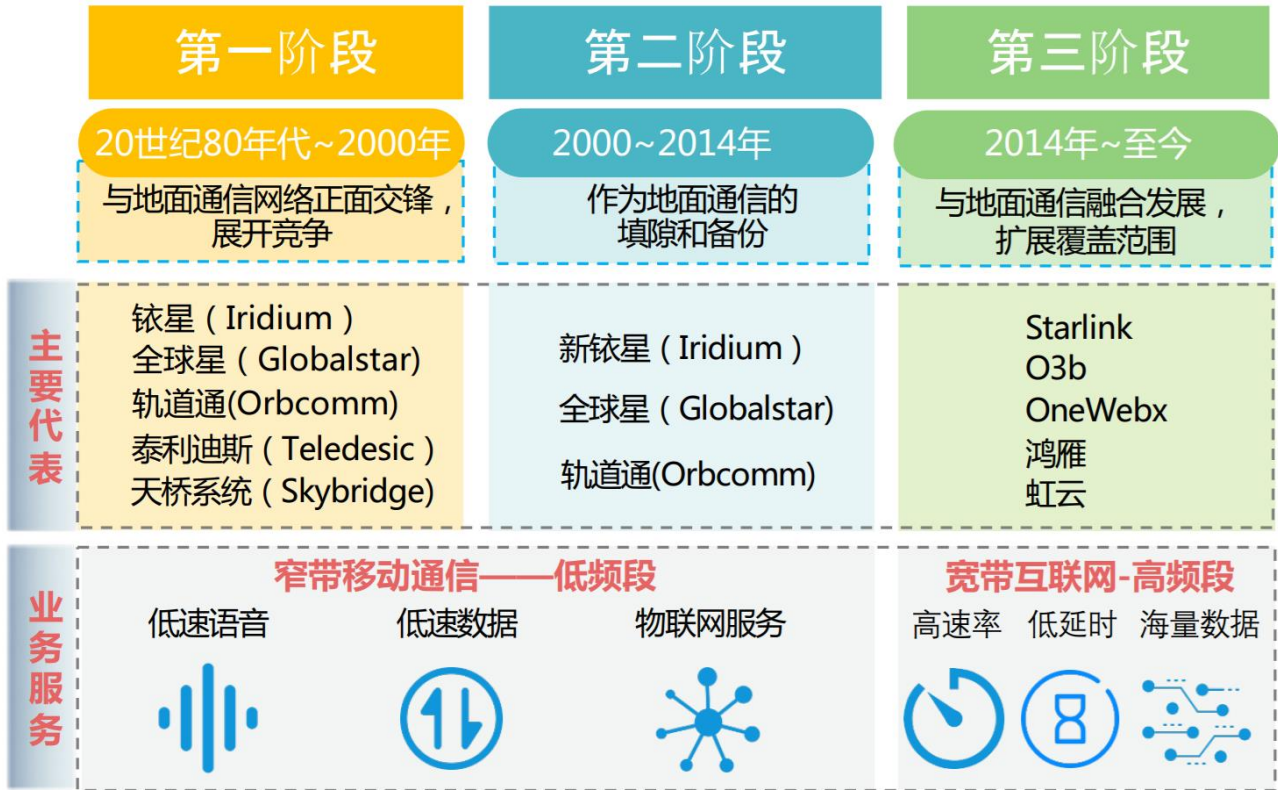 第一阶段
第二阶段
第三阶段
20世纪80年代~2000年
2000~2014年
2014年~至今
与地面通信网络正面交锋，
展开竞争
作为地面通信的
填隙和备份
与地面通信融合发展，
扩展覆盖范围
主要代表
铱星（Iridium）
全球星（Globalstar)
轨道通(Orbcomm)
泰利迪斯（Teledesic）
天桥系统（Skybridge)
新铱星（Iridium）
全球星（Globalstar)
轨道通(Orbcomm)
Starlink
O3b
OneWebx
鸿雁
虹云
业务服务
窄带移动通信——低频段
低速语音
低速数据
物联网服务
宽带互联网-高频段
高速率
低延时
海量数据